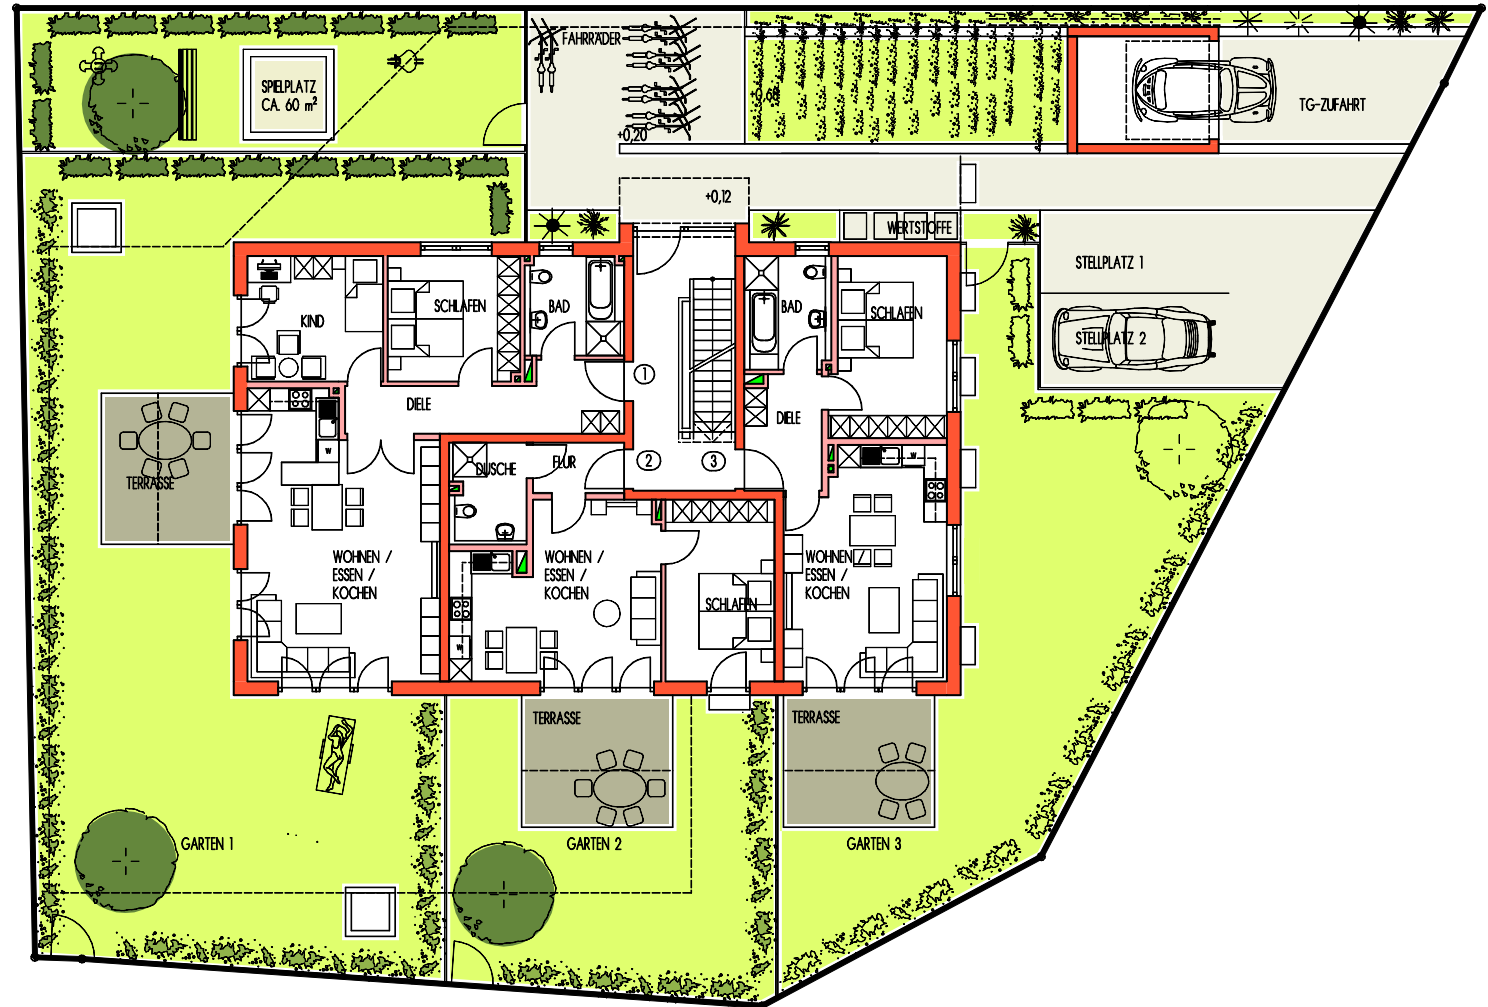 FAHRRÄDER
SPIELPLATZ
CA. 60 m²
+0,68
TG-ZUFAHRT
+0,20
+0,12
WERTSTOFFE
STELLPLATZ 1
STELLPLATZ 2
KIND
SCHLAFEN
BAD
BAD
SCHLAFEN
1
DIELE
DIELE
2
3
W
W
DUSCHE
FLUR
TERRASSE
WOHNEN /
ESSEN /
KOCHEN
WOHNEN /
ESSEN /
KOCHEN
WOHNEN /
ESSEN /
KOCHEN
SCHLAFEN
W
TERRASSE
TERRASSE
GARTEN 1
GARTEN 2
GARTEN 3